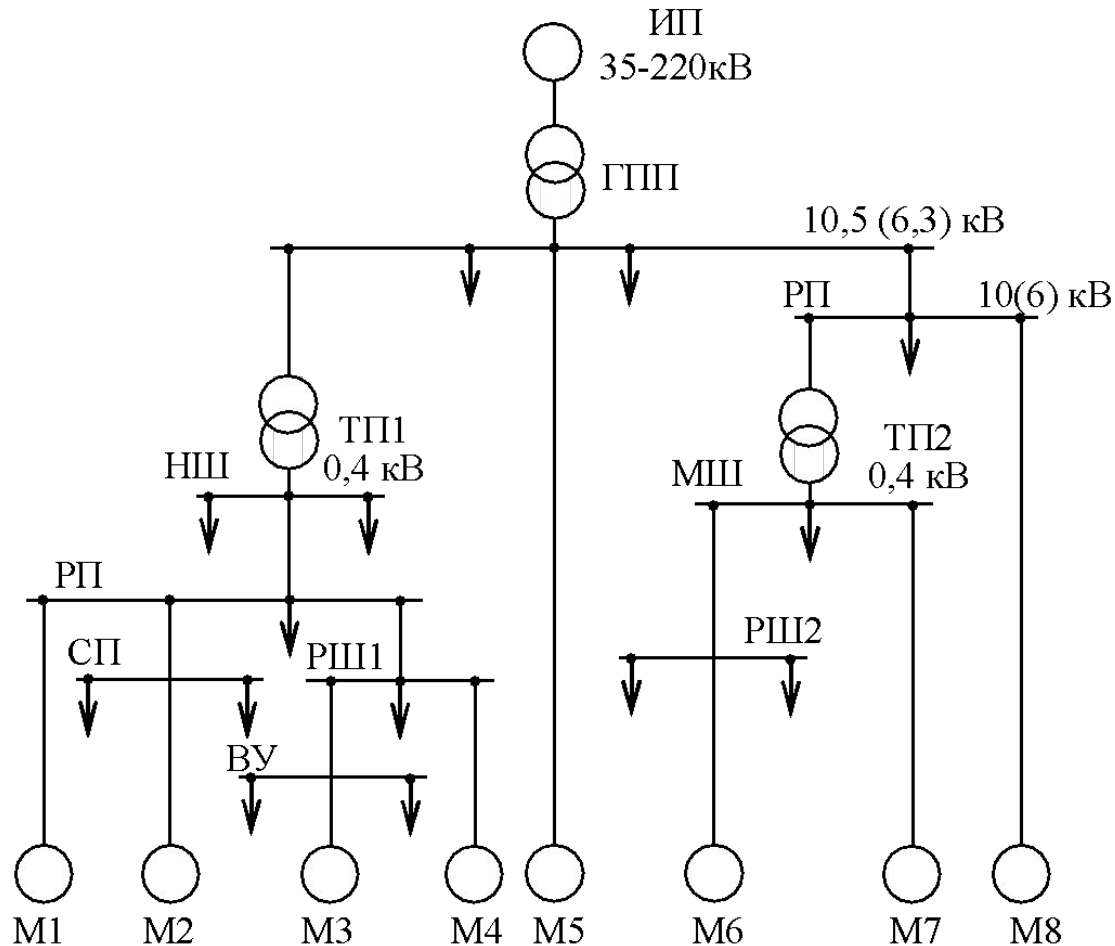 ИП
35-220кВ
ГПП
10,5 (6,3) кВ
РП
10(6) кВ
ТП1
0,4 кВ
НШ
ТП2
0,4 кВ
МШ
РП
СП
РШ1
РШ2
ВУ
М1
М2
М3
М4
М5
М6
М7
М8